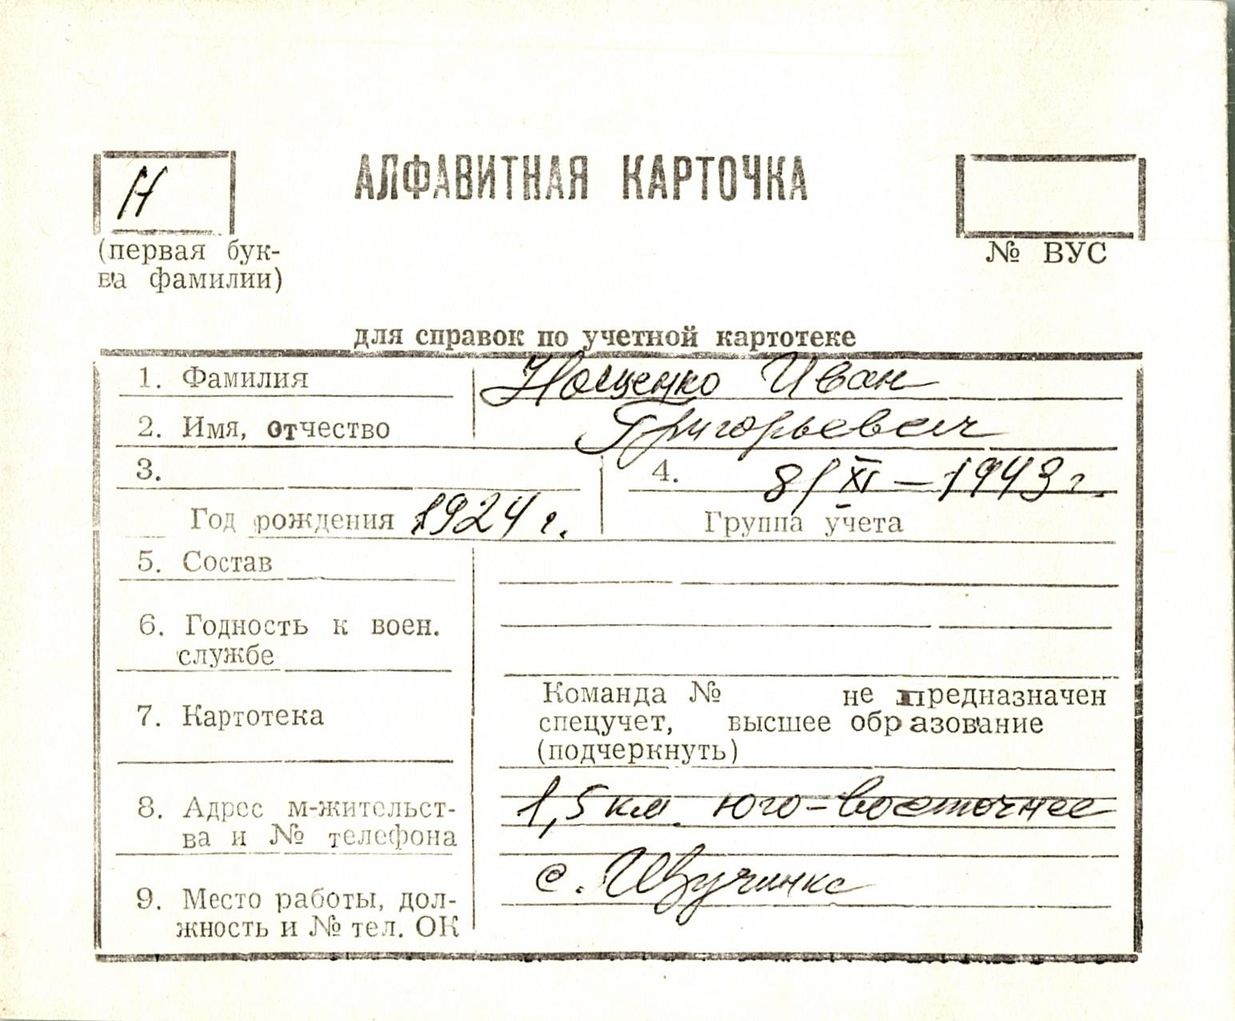 Н
АЛФАВИТНАЯ КАРТОЧКА
(первая бук-
ва фамилии)
№ ВУС
для справок по учетной картотеке
1. Фамилия
Нощенко Иван
2. Имя, отчество
Григорьевич
3.
4.
8/XI – 1943 г.
Год рождения 1924 г.
Группа учета
5. Состав
6. Годность к воен.
службе
7. Картотека
Команда № не предназначен
спецучет, высшее образование
(подчеркнуть)
8. Адрес м-жительст-
ва и № телефона
1,5 км. юго-восточнее
с. Щучинка
9. Место работы, дол-
жность и № тел. ОК